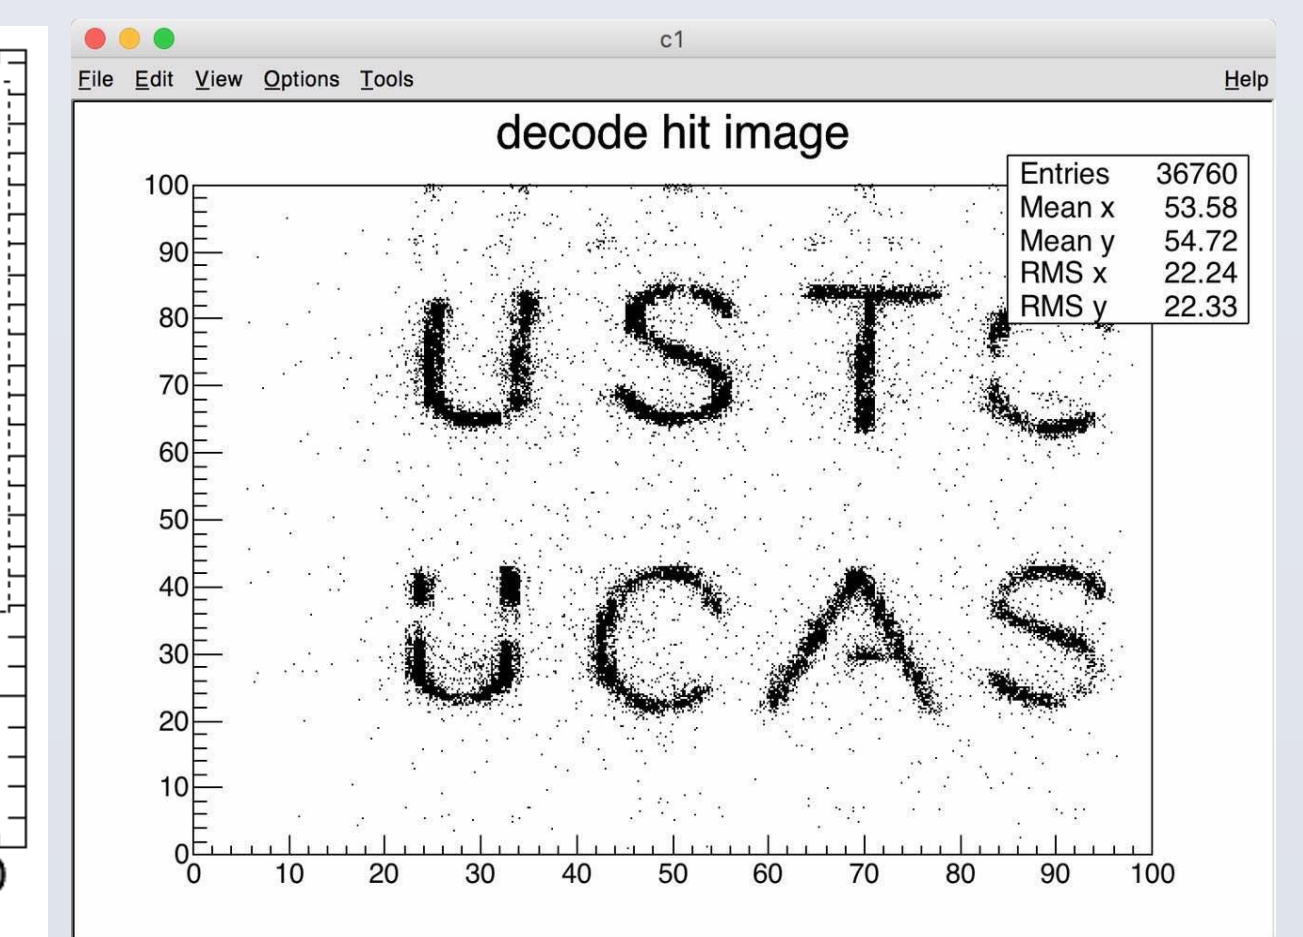 c1
File Edit View Options Tools Help
decode hit image
Entries 36760
Mean x 53.58
Mean y 54.72
RMS x 22.24
RMS y 22.33
100
90
80
70
60
50
40
30
20
10
0
USTC
UCAS
0 10 20 30 40 50 60 70 80 90 100